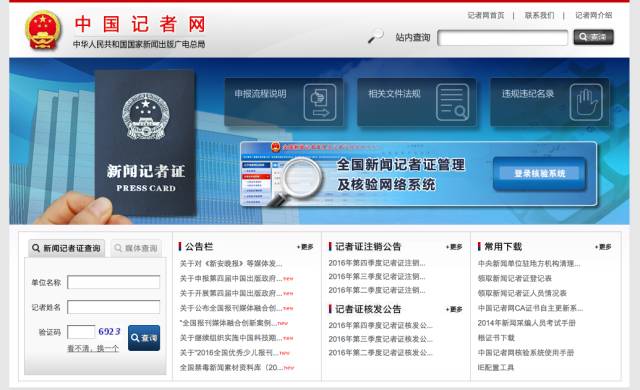 记者网首页 | 联系我们 | 记者网介绍
中国记者网
中华人民共和国国家新闻出版广电总局
站内查询
查询
申报流程说明
相关文件法规
违规违纪名录
新闻记者证
PRESS CARD
全国新闻记者证管理
及核验网络系统
登录核验系统
新闻记者证查询
媒体查询
单位名称
记者姓名
验证码 6923 查询
看不清，换一个
公告栏 +更多
关于对《新安晚报》等媒体发...
关于申报第四届中国出版政府...new
关于开展第四届中国出版政府...new
关于公布全国报刊媒体融合创...new
“全国报刊媒体融合创新案例...new
关于继续组织实施中国科技期...new
关于“2016全国优秀少儿报刊...new
全国禁毒新闻素材资料库（20...new
记者证注销公告 +更多
2016年第四季度记者证注销...
2016年第三季度记者证注销...
2016年第二季度记者证注销...
记者证核发公告 +更多
2016年第四季度记者证核发公...
2016年第三季度记者证核发公...
2016年第二季度记者证核发公...
常用下载 +更多
中央新闻单位驻地方机构清理...
领取新闻记者证登记表
领取新闻记者证人员情况表
中国记者网CA证书自主更新系...
2014年新闻采编人员考试手册
根证书下载
中国记者网核验系统使用手册
IE配置工具